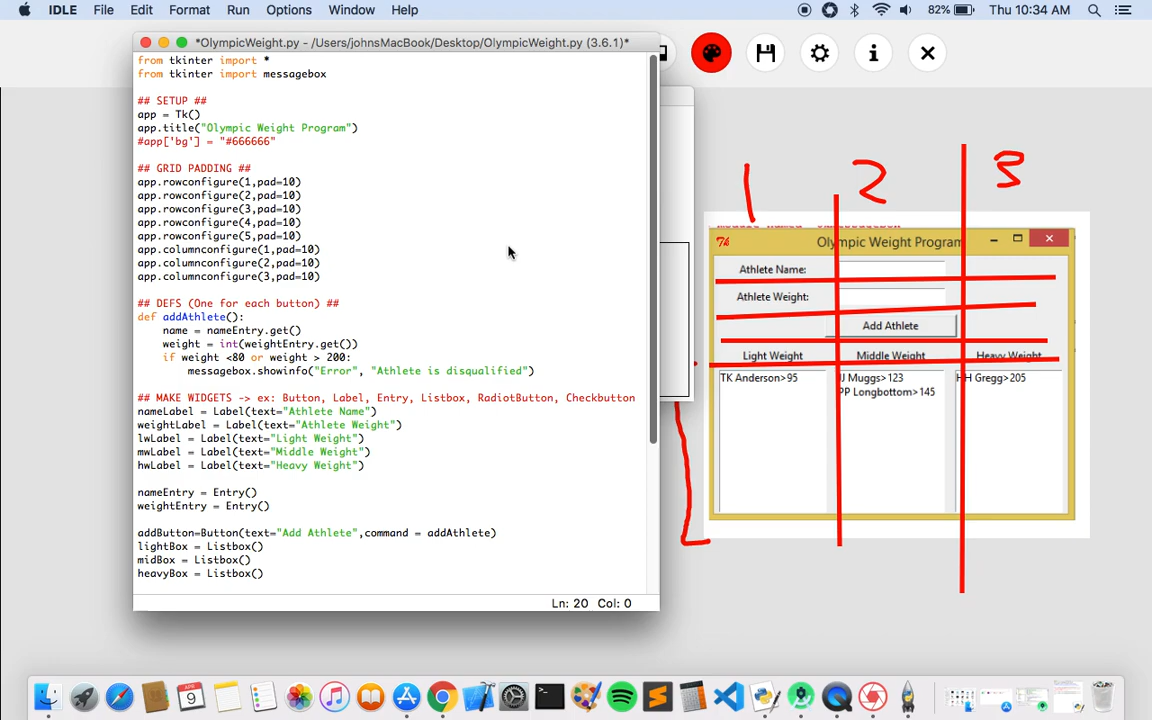 IDLE File Edit Format Run Options Window Help 82% Thu 10:34 AM
*OlympicWeight.py - /Users/johnsMacBook/Desktop/OlympicWeight.py (3.6.1)*
from tkinter import *
from tkinter import messagebox
## SETUP ##
app = Tk()
app.title("Olympic Weight Program")
#app['bg'] = "#666666"
## GRID PADDING ##
app.rowconfigure(1,pad=10)
app.rowconfigure(2,pad=10)
app.rowconfigure(3,pad=10)
app.rowconfigure(4,pad=10)
app.rowconfigure(5,pad=10)
app.columnconfigure(1,pad=10)
app.columnconfigure(2,pad=10)
app.columnconfigure(3,pad=10)
## DEFS (One for each button) ##
def addAthlete():
name = nameEntry.get()
weight = int(weightEntry.get())
if weight <80 or weight > 200:
messagebox.showinfo("Error", "Athlete is disqualified")
## MAKE WIDGETS -> ex: Button, Label, Entry, Listbox, RadiotButton, Checkbutton
nameLabel = Label(text="Athlete Name")
weightLabel = Label(text="Athlete Weight")
lwLabel = Label(text="Light Weight")
mwLabel = Label(text="Middle Weight")
hwLabel = Label(text="Heavy Weight")
nameEntry = Entry()
weightEntry = Entry()
addButton=Button(text="Add Athlete",command = addAthlete)
lightBox = Listbox()
midBox = Listbox()
heavyBox = Listbox()
Ln: 20 Col: 0
1 2 3
Olympic Weight Program
Athlete Name:
Athlete Weight:
Add Athlete
Light Weight Middle Weight Heavy Weight
TK Anderson>95 JJ Muggs>123 HH Gregg>205
PP Longbottom>145